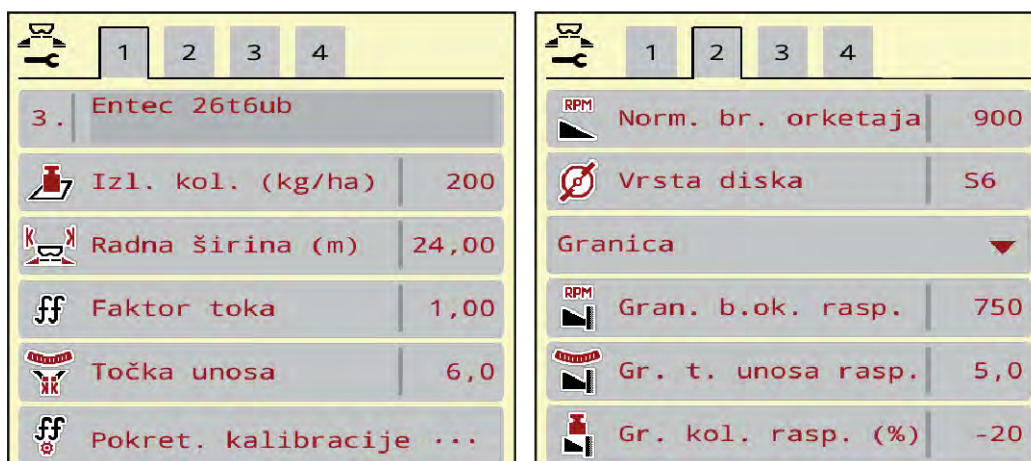 1 2 3 4
3. Entec 26t6ub
Izl. kol. (kg/ha) 200
Radna širina (m) 24,00
ff Faktor toka 1,00
Točka unosa 6,0
ff Pokret. kalibracije ...
1 2 3 4
RPM Norm. br. orketaja 900
Vrsta diska S6
Granica
RPM Gran. b.ok. rasp. 750
Gr. t. unosa rasp. 5,0
Gr. kol. rasp. (%) -20